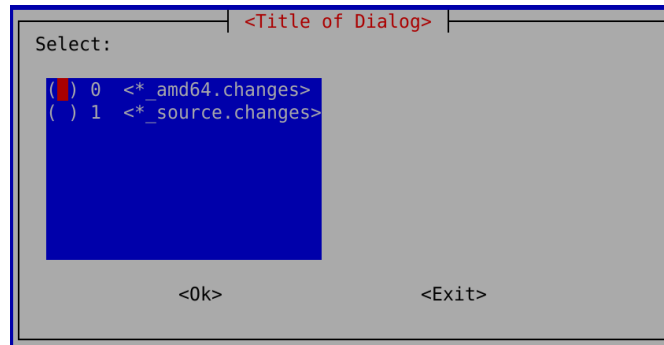 <Title of Dialog>
Select:
( ) 0 <*_amd64.changes>
( ) 1 <*_source.changes>
<Ok> <Exit>